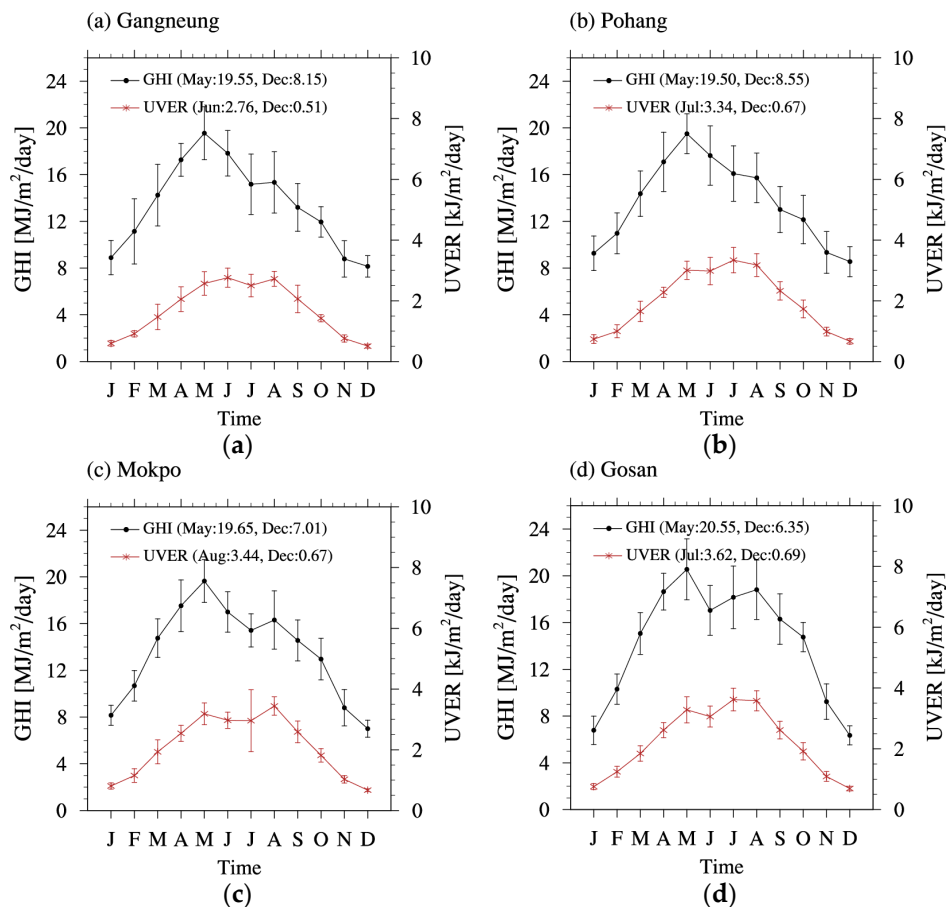 (a) Gangneung
GHI (May:19.55, Dec:8.15)
UVER (Jun:2.76, Dec:0.51)
GHI [MJ/m²/day]
24
20
16
12
8
4
0
UVER [kJ/m²/day]
10
8
6
4
2
0
J F M A M J J A S O N D
Time
(a)
(b) Pohang
GHI (May:19.50, Dec:8.55)
UVER (Jul:3.34, Dec:0.67)
GHI [MJ/m²/day]
24
20
16
12
8
4
0
UVER [kJ/m²/day]
10
8
6
4
2
0
J F M A M J J A S O N D
Time
(b)
(c) Mokpo
GHI (May:19.65, Dec:7.01)
UVER (Aug:3.44, Dec:0.67)
GHI [MJ/m²/day]
24
20
16
12
8
4
0
UVER [kJ/m²/day]
10
8
6
4
2
0
J F M A M J J A S O N D
Time
(c)
(d) Gosan
GHI (May:20.55, Dec:6.35)
UVER (Jul:3.62, Dec:0.69)
GHI [MJ/m²/day]
24
20
16
12
8
4
0
UVER [kJ/m²/day]
10
8
6
4
2
0
J F M A M J J A S O N D
Time
(d)